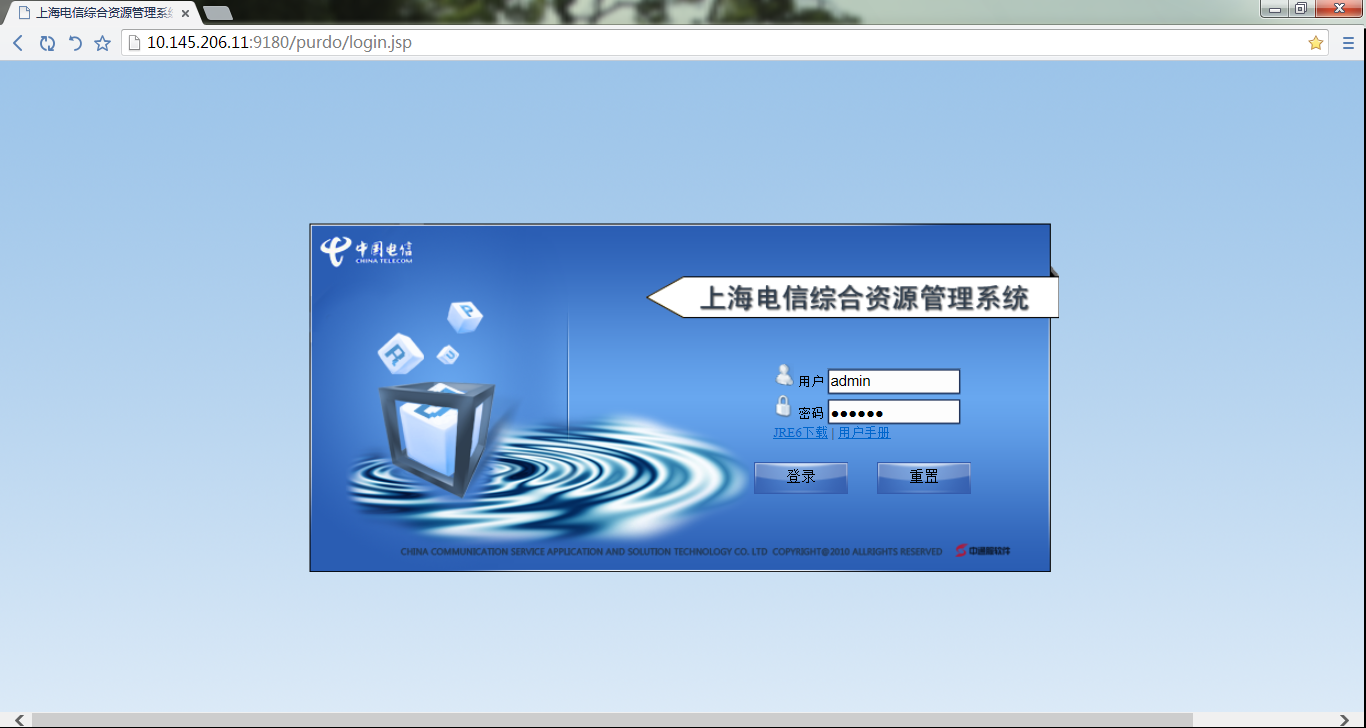 上海电信综合资源管理系
10.145.206.11:9180/purdo/login.jsp
中国电信
CHINA TELECOM
上海电信综合资源管理系统
P
R
U
D
用户 admin
密码 ●●●●●●
JRE6下载 | 用户手册
登录 重置
CHINA COMMUNICATION SERVICE APPLICATION AND SOLUTION TECHNOLOGY CO. LTD COPYRIGHT@2010 ALLRIGHTS RESERVED 中通服软件